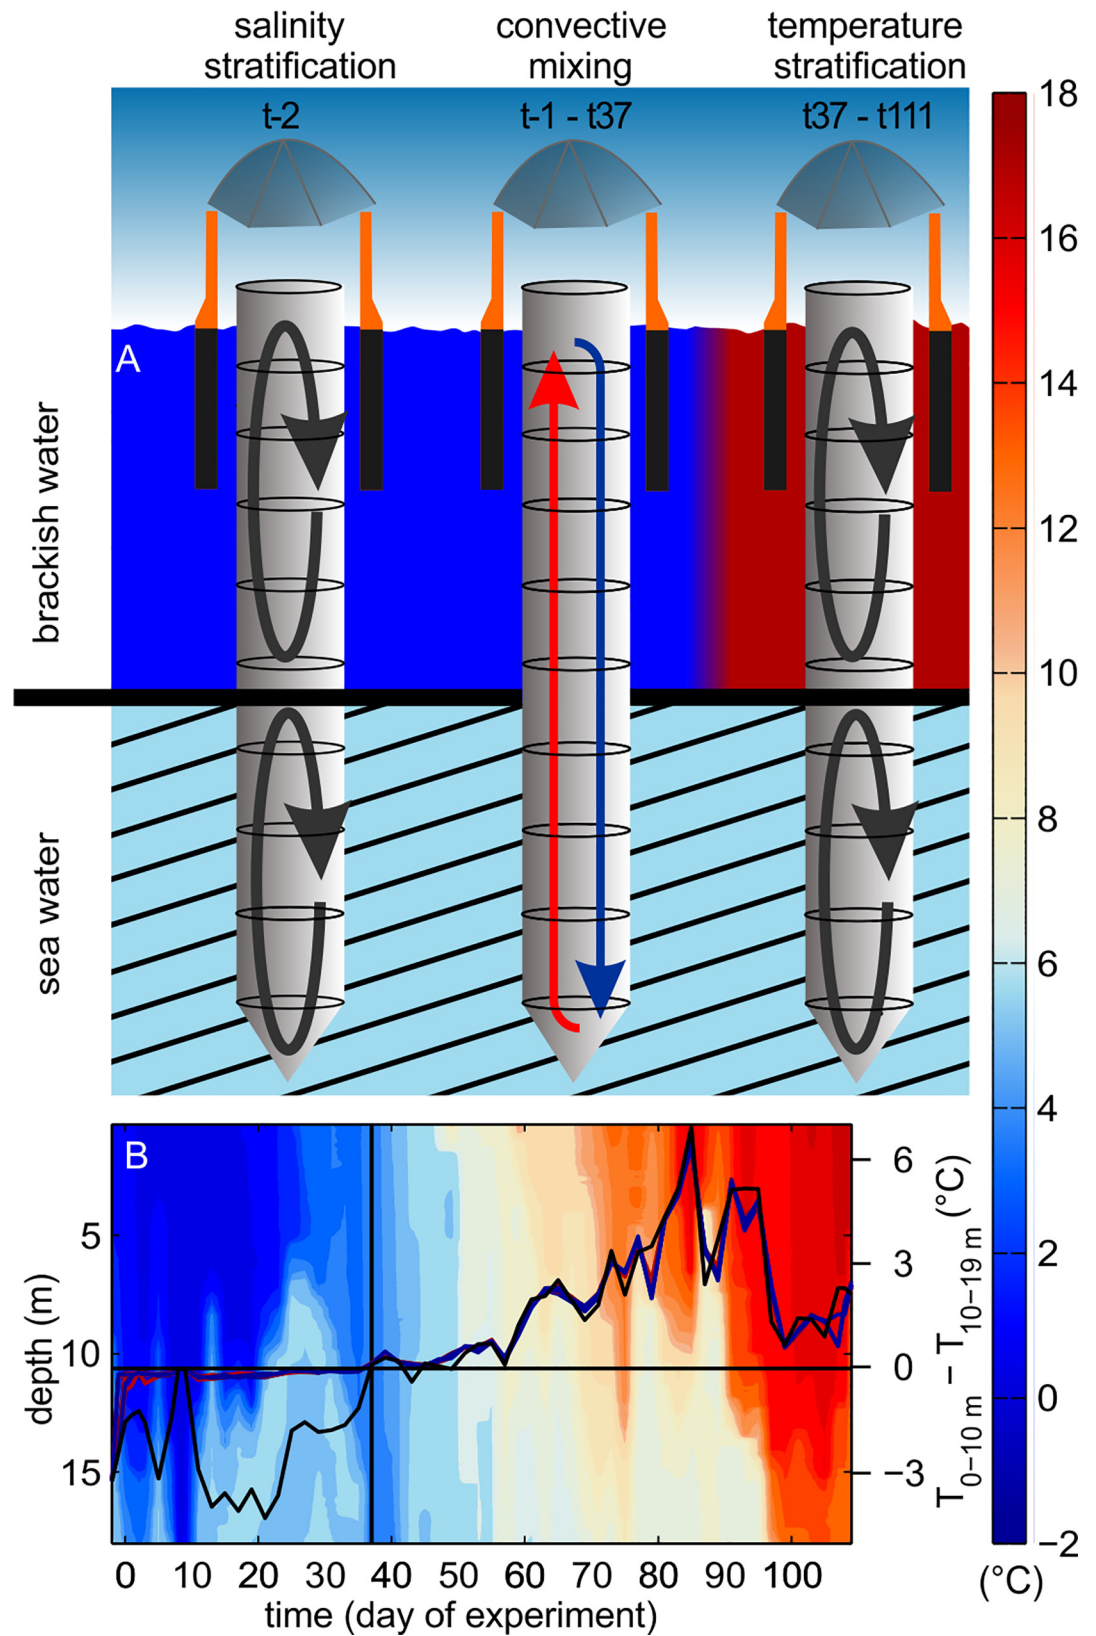 salinity
stratification
convective
mixing
temperature
stratification
t-2
t-1 - t37
t37 - t111
A
brackish water
sea water
18
16
14
12
10
8
6
4
2
0
−2
(°C)
B
5
10
15
depth (m)
6
3
0
−3
T0−10 m − T10−19 m (°C)
0 10 20 30 40 50 60 70 80 90 100
time (day of experiment)